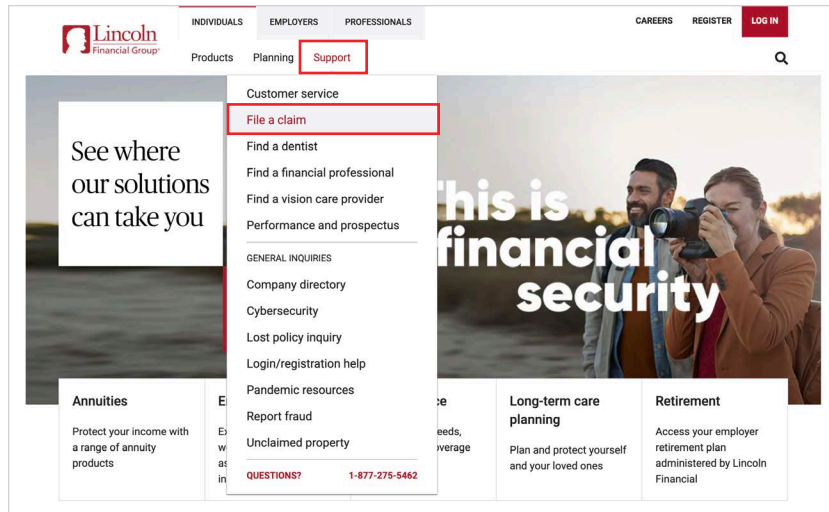 INDIVIDUALS EMPLOYERS PROFESSIONALS CAREERS REGISTER LOG IN
Lincoln
Financial Group®
Products Planning Support
Customer service
File a claim
Find a dentist
Find a financial professional
Find a vision care provider
Performance and prospectus
GENERAL INQUIRIES
Company directory
Cybersecurity
Lost policy inquiry
Login/registration help
Pandemic resources
Report fraud
Unclaimed property
QUESTIONS? 1-877-275-5462
See where
our solutions
can take you
his is
financial
security
Annuities
Protect your income with
a range of annuity
products
Long-term care
planning
Plan and protect yourself
and your loved ones
Retirement
Access your employer
retirement plan
administered by Lincoln
Financial